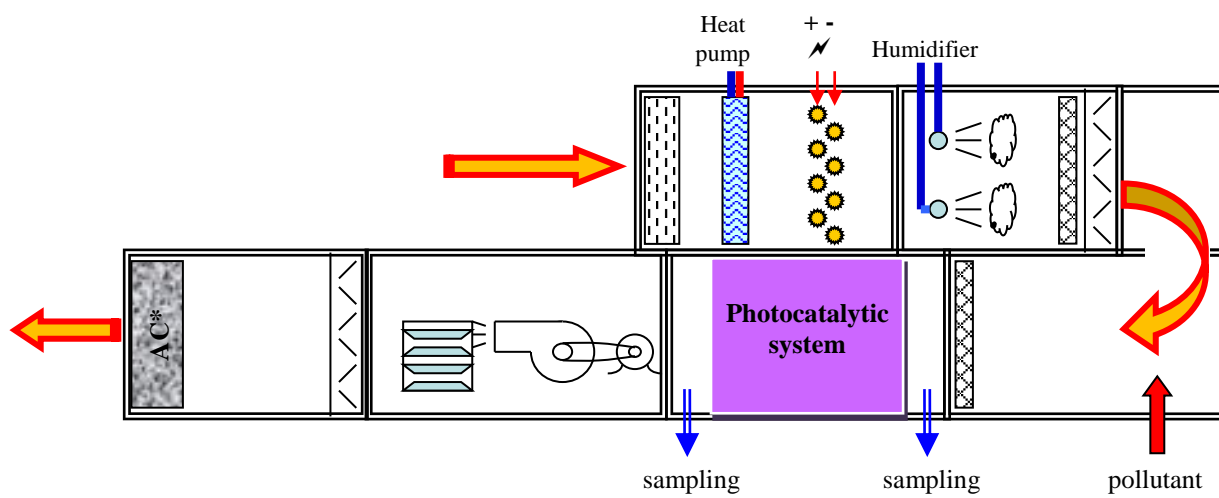 Heat
pump
+ -
Humidifier
AC*
Photocatalytic
system
sampling
sampling
pollutant